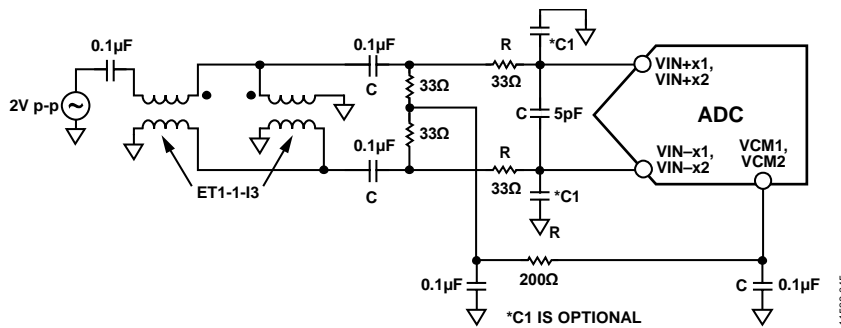 *C1
0.1µF
0.1µF
R
33Ω
33Ω
C
VIN+x1,
VIN+x2
2V p-p
C
5pF
ADC
33Ω
0.1µF
R
33Ω
VIN–x1,
VIN–x2
VCM1,
VCM2
ET1-1-I3
C
*C1
R
0.1µF
200Ω
C
0.1µF
*C1 IS OPTIONAL